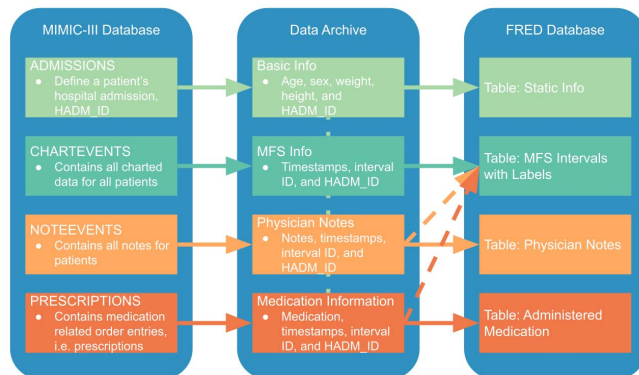 MIMIC-III Database
ADMISSIONS
● Define a patient's
hospital admission,
HADM_ID
CHARTEVENTS
● Contains all charted
data for all patients
NOTEEVENTS
● Contains all notes for
patients
PRESCRIPTIONS
● Contains medication
related order entries,
i.e. prescriptions
Data Archive
Basic Info
● Age, sex, weight,
height, and
HADM_ID
MFS Info
● Timestamps, interval
ID, and HADM_ID
Physician Notes
● Notes, timestamps,
interval ID, and
HADM_ID
Medication Information
● Medication,
timestamps, interval
ID, and HADM_ID
FRED Database
Table: Static Info
Table: MFS Intervals
with Labels
Table: Physician Notes
Table: Administered
Medication